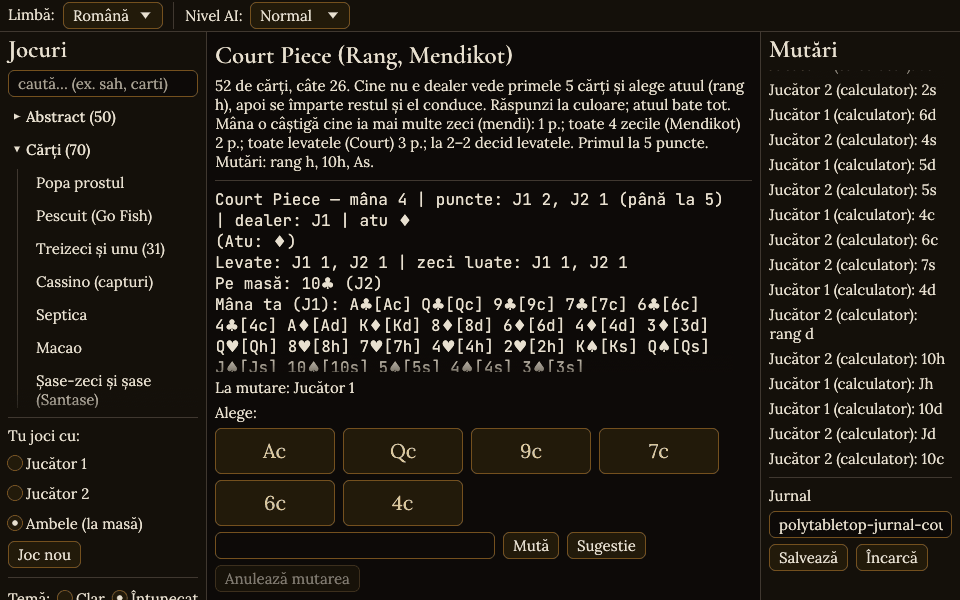 Limbă: Română Nivel AI: Normal
Jocuri
caută... (ex. sah, carti)
Abstract (50)
Cărți (70)
Popa prostul
Pescuit (Go Fish)
Treizeci și unu (31)
Cassino (capturi)
Septica
Macao
Șase-zeci și șase
(Santase)
Tu joci cu:
Jucător 1
Jucător 2
Ambele (la masă)
Joc nou
Temă: Clar Întunecat
Court Piece (Rang, Mendikot)
52 de cărți, câte 26. Cine nu e dealer vede primele 5 cărți și alege atuul (rang
h), apoi se împarte restul și el conduce. Răspunzi la culoare; atuul bate tot.
Mâna o câștigă cine ia mai multe zeci (mendi): 1 p.; toate 4 zecile (Mendikot)
2 p.; toate levatele (Court) 3 p.; la 2–2 decid levatele. Primul la 5 puncte.
Mutări: rang h, 10h, As.
Court Piece — mâna 4 | puncte: J1 2, J2 1 (până la 5)
| dealer: J1 | atu ♦
(Atu: ♦)
Levate: J1 1, J2 1 | zeci luate: J1 1, J2 1
Pe masă: 10♣ (J2)
Mâna ta (J1): A♣[Ac] Q♣[Qc] 9♣[9c] 7♣[7c] 6♣[6c]
4♣[4c] A♦[Ad] K♦[Kd] 8♦[8d] 6♦[6d] 4♦[4d] 3♦[3d]
Q♥[Qh] 8♥[8h] 7♥[7h] 4♥[4h] 2♥[2h] K♠[Ks] Q♠[Qs]
J♠[Js] 10♠[10s] 5♠[5s] 4♠[4s] 3♠[3s]
La mutare: Jucător 1
Alege:
Ac Qc 9c 7c
6c 4c
Mută Sugestie
Anulează mutarea
Mutări
Jucător 2 (calculator): 2s
Jucător 1 (calculator): 6d
Jucător 2 (calculator): 4s
Jucător 1 (calculator): 5d
Jucător 2 (calculator): 5s
Jucător 1 (calculator): 4c
Jucător 2 (calculator): 6c
Jucător 2 (calculator): 7s
Jucător 1 (calculator): 4d
Jucător 2 (calculator):
rang d
Jucător 2 (calculator): 10h
Jucător 1 (calculator): Jh
Jucător 1 (calculator): 10d
Jucător 2 (calculator): Jd
Jucător 2 (calculator): 10c
Jurnal
polytabletop-jurnal-cou
Salvează Încarcă